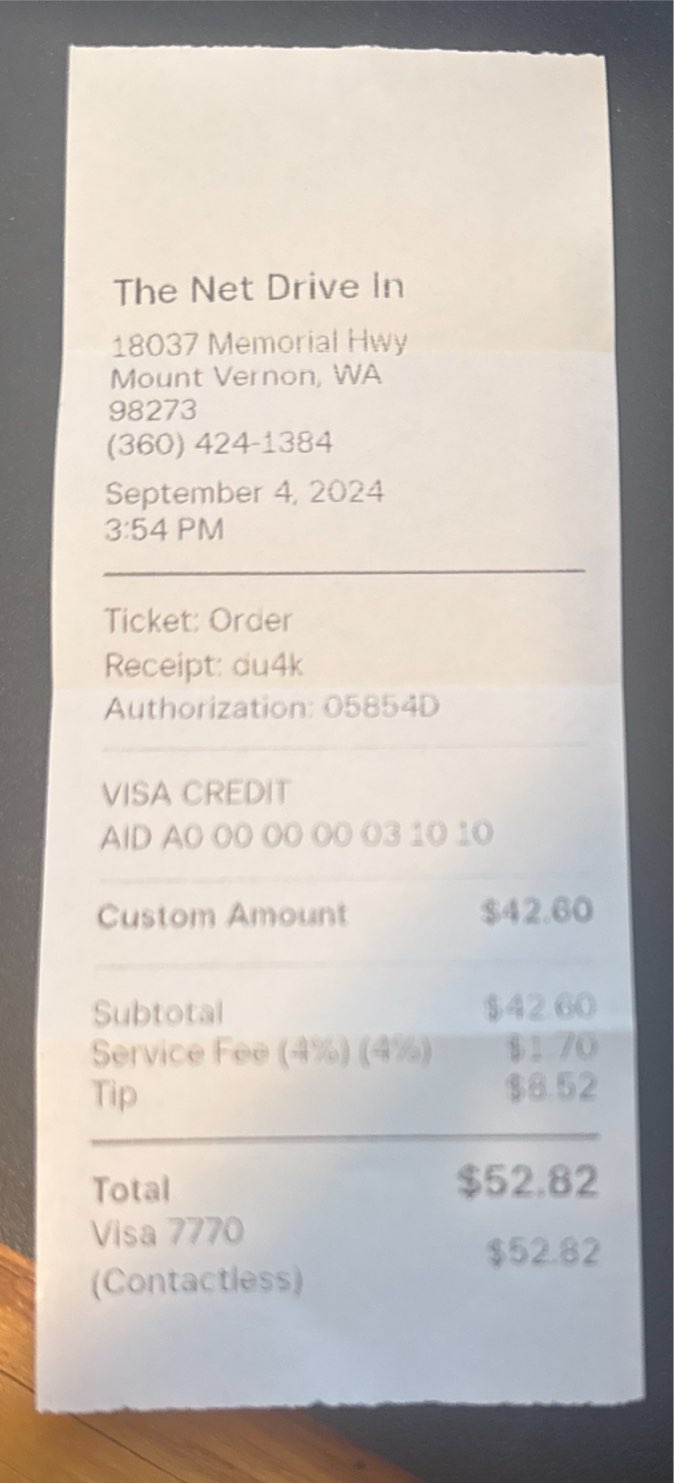 The Net Drive In
18037 Memorial Hwy
Mount Vernon, WA
98273
(360) 424-1384
September 4, 2024
3:54 PM
Ticket: Order
Receipt: du4k
Authorization: 05854D
VISA CREDIT
AID A0 00 00 00 03 10 10
Custom Amount $42.60
Subtotal $42.60
Service Fee (4%) (4%) $1.70
Tip $8.52
Total $52.82
Visa 7770 $52.82
(Contactless)